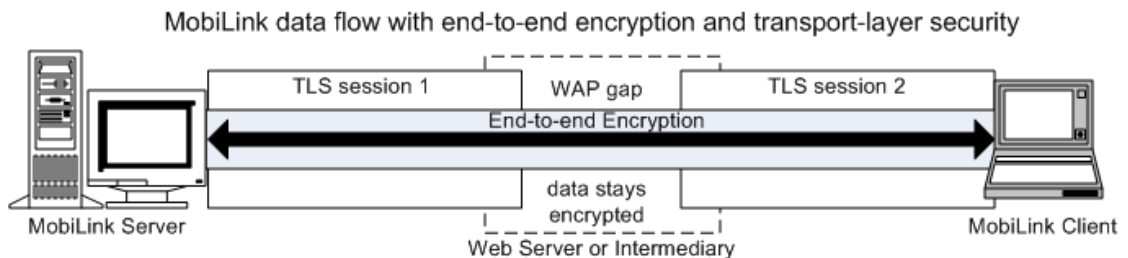 MobiLink data flow with end-to-end encryption and transport-layer security
TLS session 1
WAP gap
TLS session 2
End-to-end Encryption
data stays
encrypted
MobiLink Server
Web Server or Intermediary
MobiLink Client